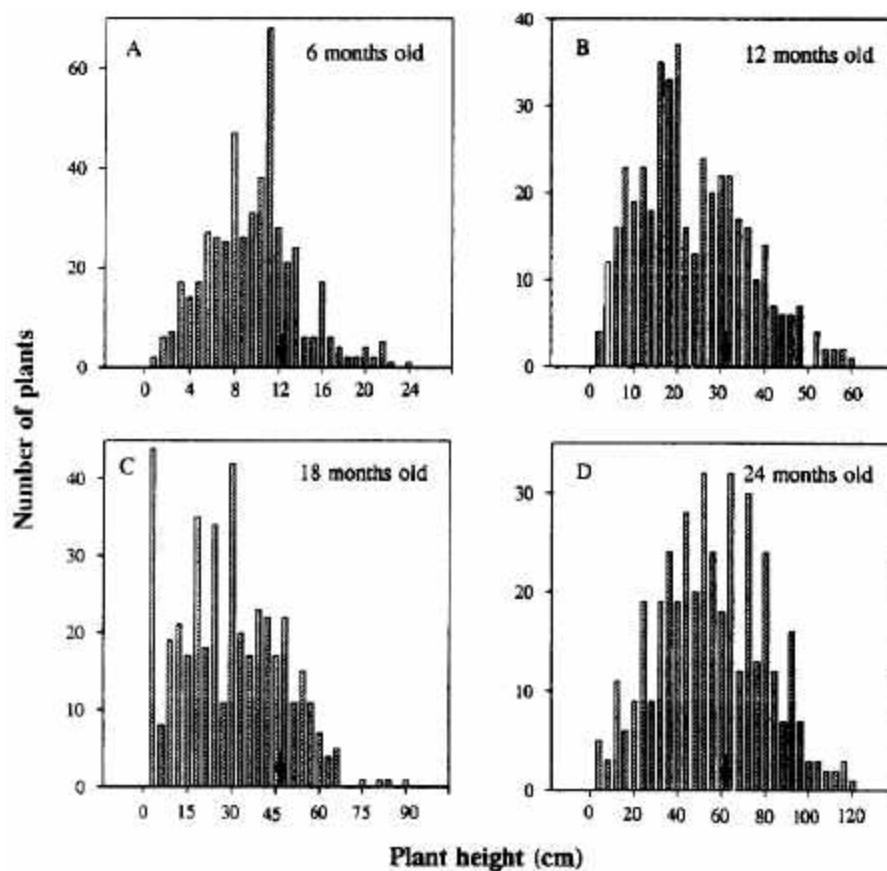 A
6 months old
60
40
20
0
0 4 8 12 16 20 24
B
12 months old
40
30
20
10
0
0 10 20 30 40 50 60
C
18 months old
40
30
20
10
0
0 15 30 45 60 75 90
D
24 months old
30
20
10
0
0 20 40 60 80 100 120
Number of plants
Plant height (cm)